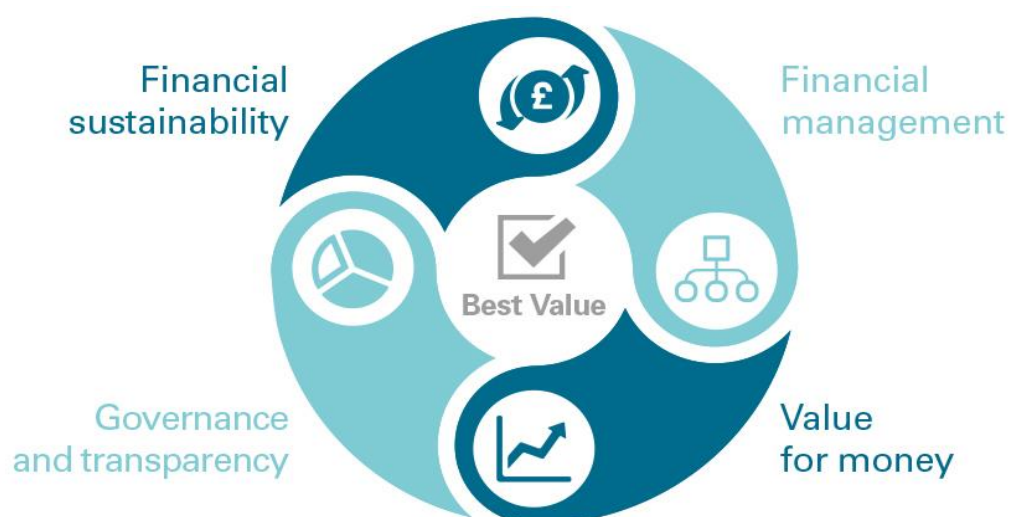 Financial
sustainability
Financial
management
£
Best Value
Governance
and transparency
Value
for money